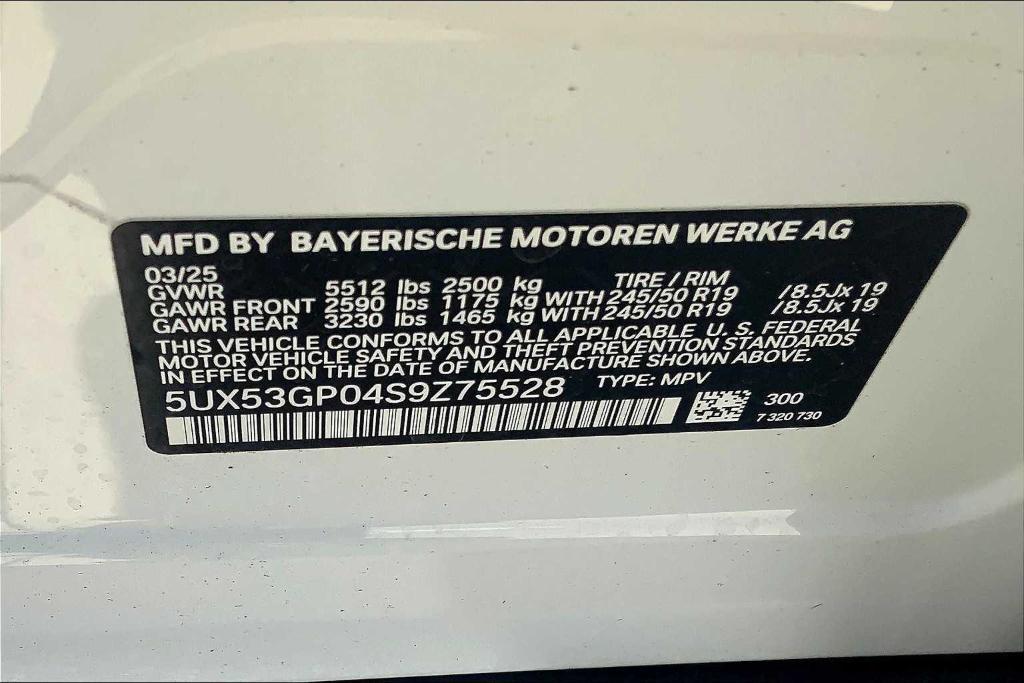 MFD BY BAYERISCHE MOTOREN WERKE AG
03/25
GVWR 5512 lbs 2500 kg TIRE / RIM
GAWR FRONT 2590 lbs 1175 kg WITH 245/50 R19 /8.5Jx 19
GAWR REAR 3230 lbs 1465 kg WITH 245/50 R19 /8.5Jx 19
THIS VEHICLE CONFORMS TO ALL APPLICABLE U. S. FEDERAL
MOTOR VEHICLE SAFETY AND THEFT PREVENTION STANDARDS
IN EFFECT ON THE DATE OF MANUFACTURE SHOWN ABOVE.
5UX53GP04S9Z75528 TYPE: MPV
300
7 320 730